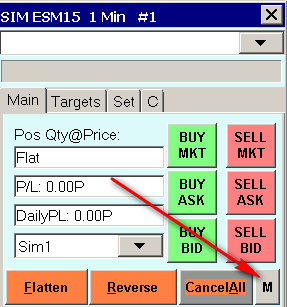 SIM ESM15 1 Min #1
Main Targets Set C
Pos Qty@Price:
Flat
P/L: 0.00P
DailyPL: 0.00P
Sim1
BUY MKT
SELL MKT
BUY ASK
SELL ASK
BUY BID
SELL BID
Flatten Reverse CancelAll M